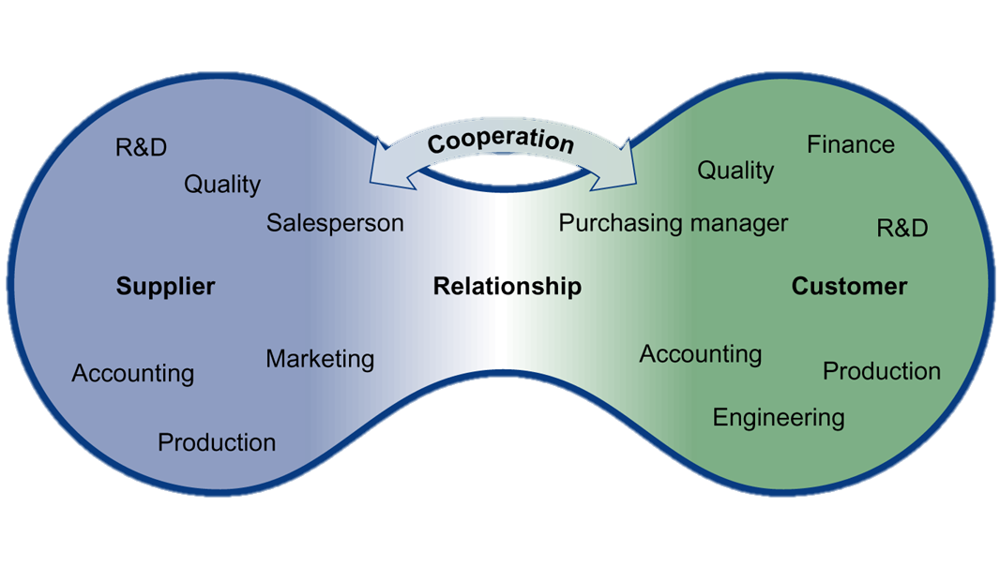 Cooperation
R&D
Quality
Salesperson
Supplier
Accounting
Marketing
Production
Relationship
Finance
Quality
Purchasing manager
R&D
Customer
Accounting
Production
Engineering